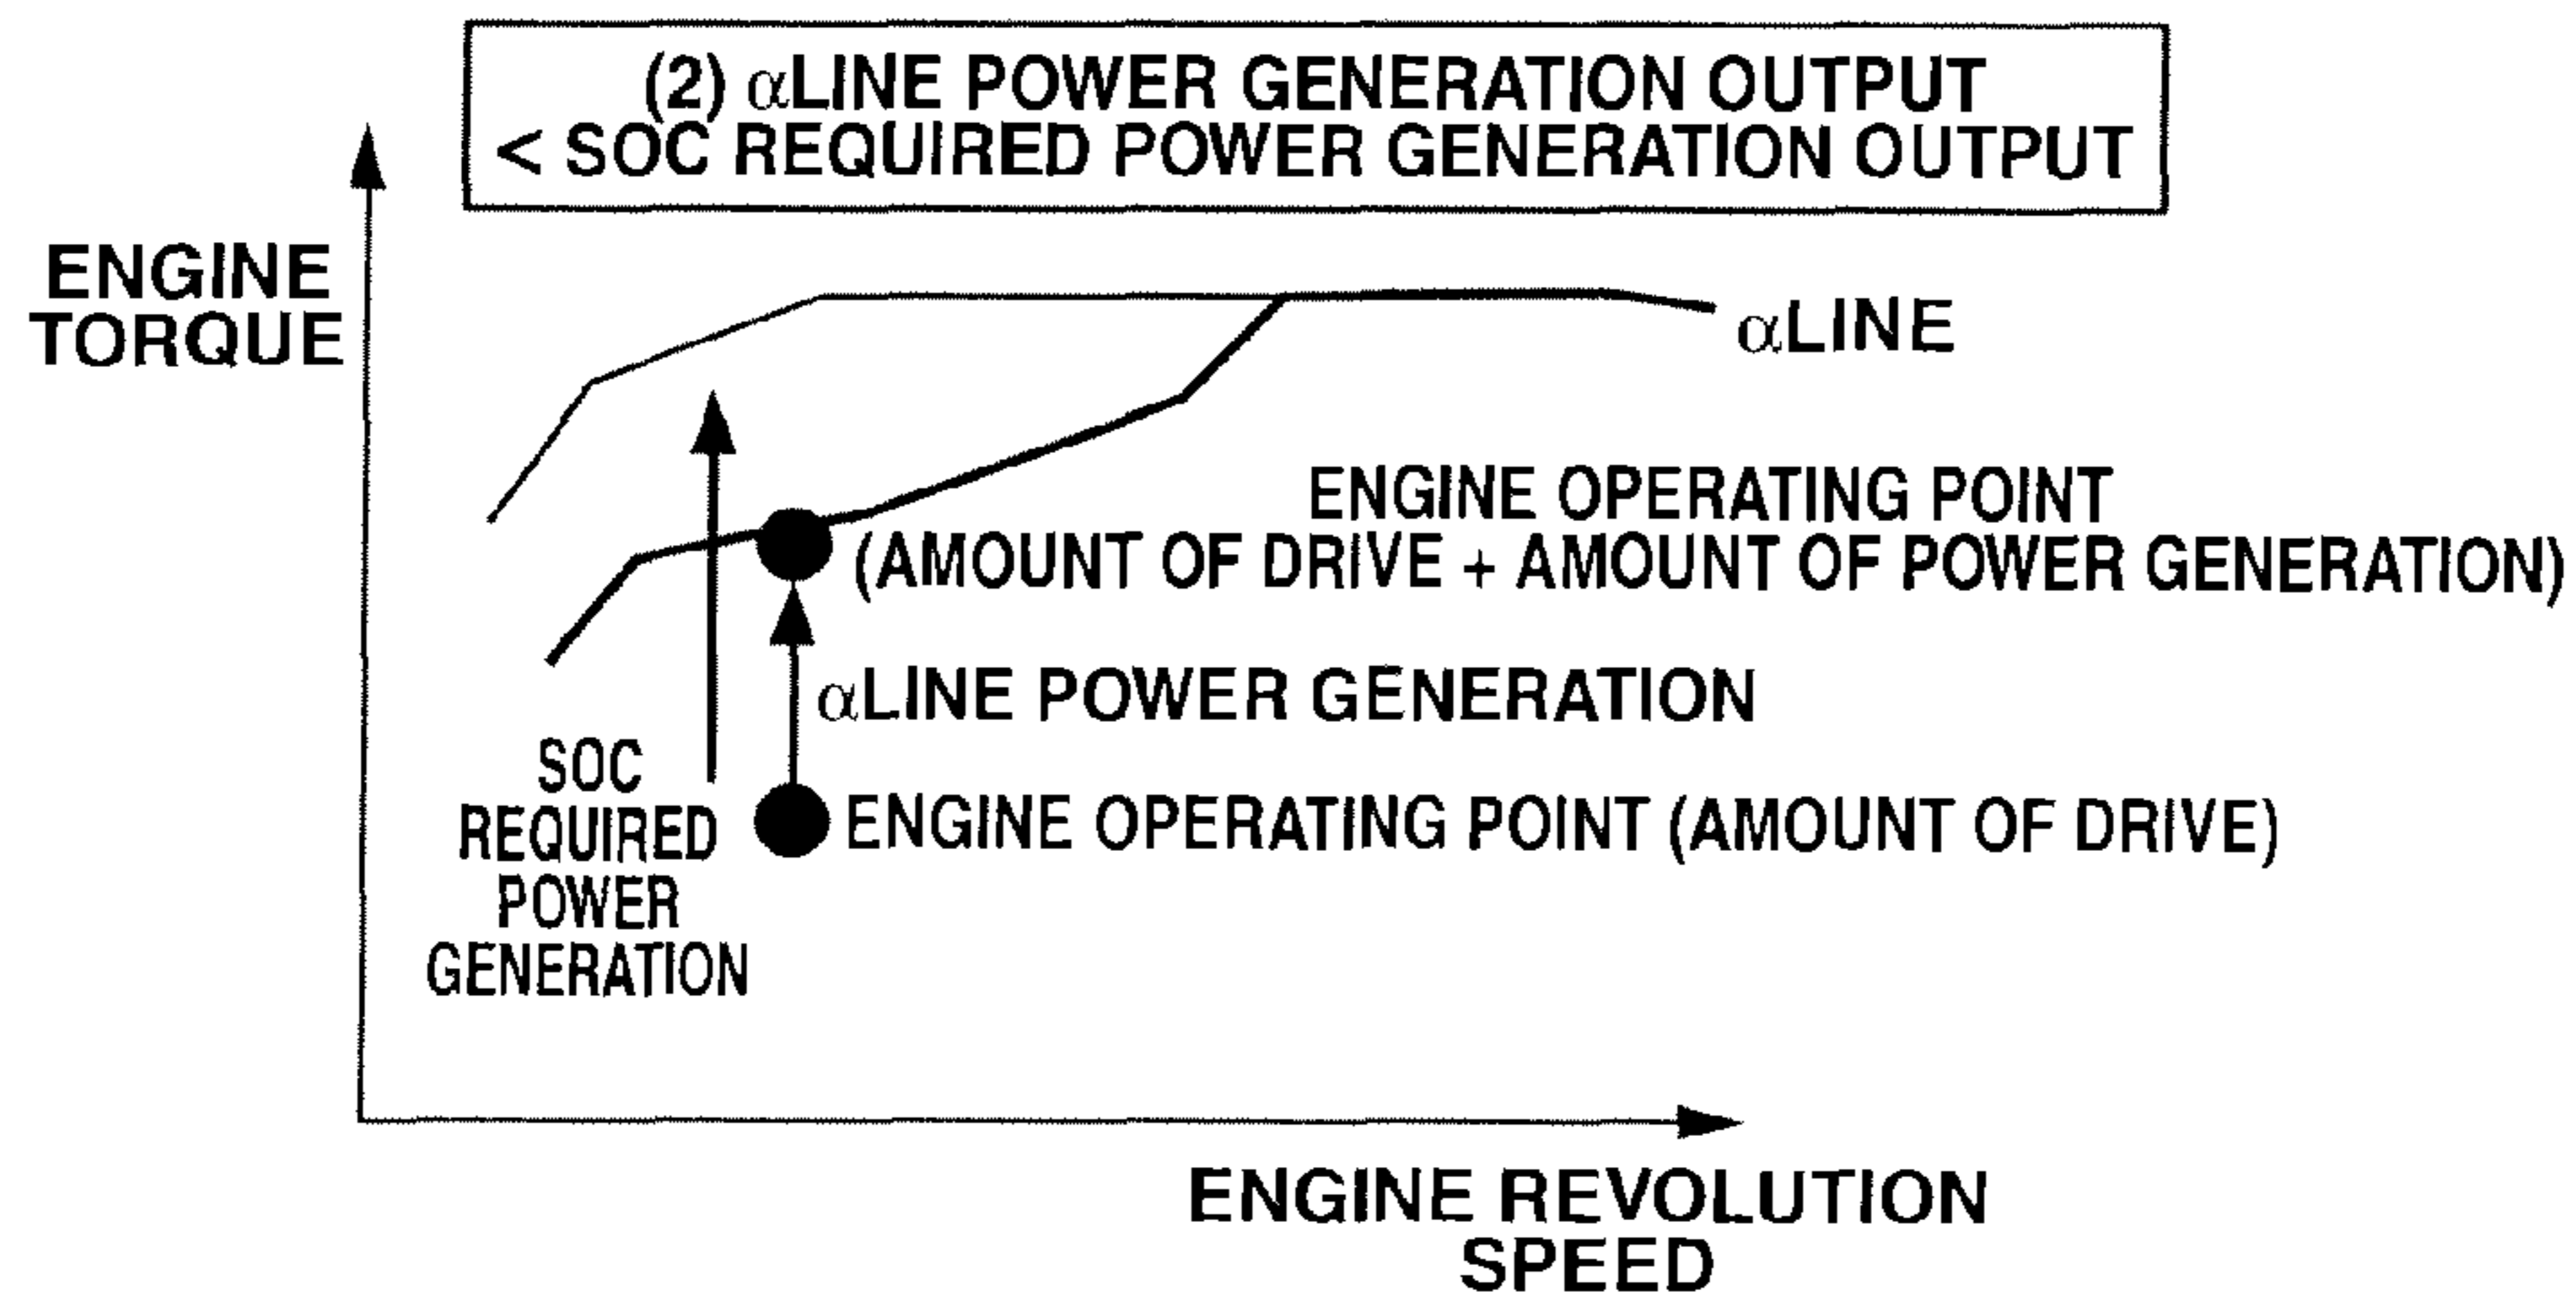 (2) αLINE POWER GENERATION OUTPUT
< SOC REQUIRED POWER GENERATION OUTPUT
ENGINE
TORQUE
αLINE
ENGINE OPERATING POINT
(AMOUNT OF DRIVE + AMOUNT OF POWER GENERATION)
αLINE POWER GENERATION
SOC
REQUIRED
POWER
GENERATION
ENGINE OPERATING POINT (AMOUNT OF DRIVE)
ENGINE REVOLUTION
SPEED